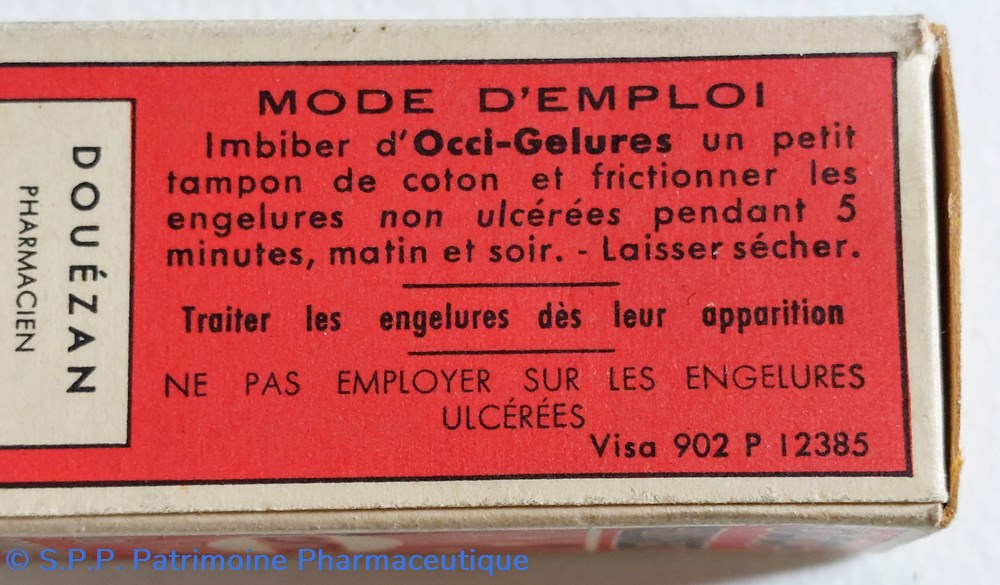 MODE D'EMPLOI
Imbiber d'Occi-Gelures un petit
tampon de coton et frictionner les
engelures non ulcérées pendant 5
minutes, matin et soir. - Laisser sécher.
Traiter les engelures dès leur apparition
NE PAS EMPLOYER SUR LES ENGELURES
ULCÉRÉES
Visa 902 P 12385
DOUÉZAN
PHARMACIEN
© S.P.P. Patrimoine Pharmaceutique